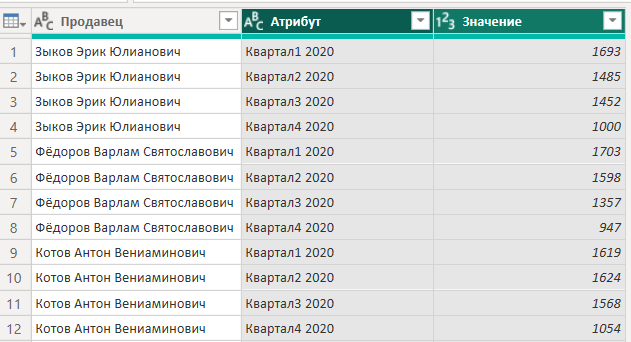 ABC Продавец ABC Атрибут 123 Значение
1 Зыков Эрик Юлианович Квартал1 2020 1693
2 Зыков Эрик Юлианович Квартал2 2020 1485
3 Зыков Эрик Юлианович Квартал3 2020 1452
4 Зыков Эрик Юлианович Квартал4 2020 1000
5 Фёдоров Варлам Святославович Квартал1 2020 1703
6 Фёдоров Варлам Святославович Квартал2 2020 1598
7 Фёдоров Варлам Святославович Квартал3 2020 1357
8 Фёдоров Варлам Святославович Квартал4 2020 947
9 Котов Антон Вениаминович Квартал1 2020 1619
10 Котов Антон Вениаминович Квартал2 2020 1624
11 Котов Антон Вениаминович Квартал3 2020 1568
12 Котов Антон Вениаминович Квартал4 2020 1054